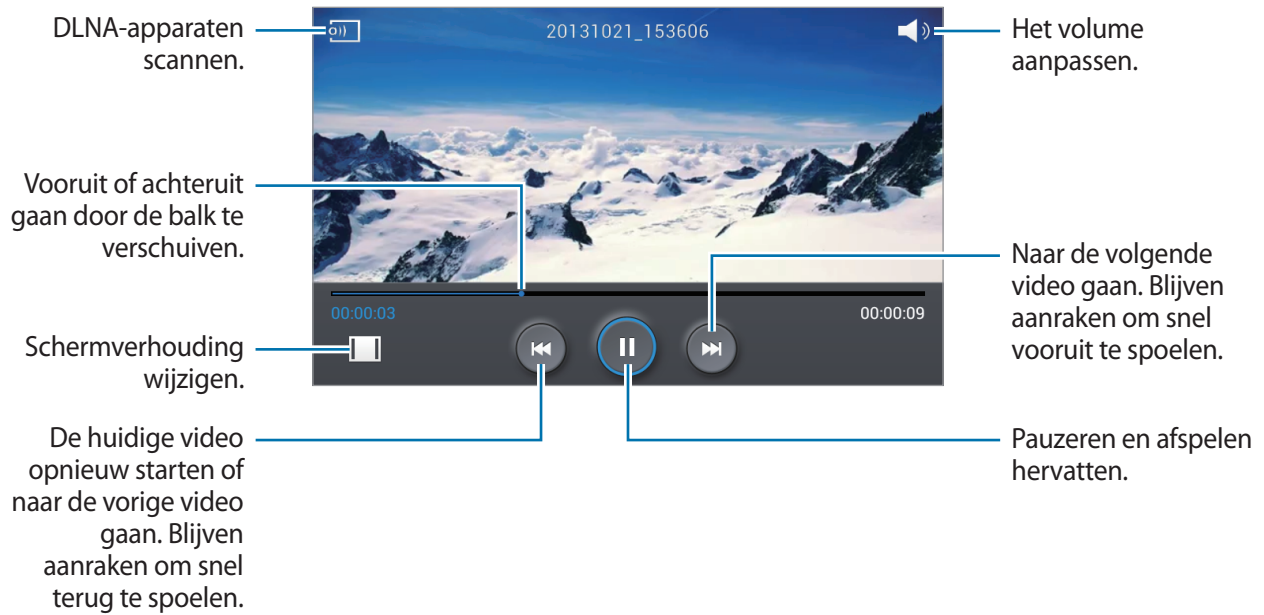 DLNA-apparaten
scannen.
20131021_153606
Het volume
aanpassen.
Vooruit of achteruit
gaan door de balk te
verschuiven.
Naar de volgende
video gaan. Blijven
aanraken om snel
vooruit te spoelen.
00:00:03
00:00:09
Schermverhouding
wijzigen.
De huidige video
opnieuw starten of
naar de vorige video
gaan. Blijven
aanraken om snel
terug te spoelen.
Pauzeren en afspelen
hervatten.